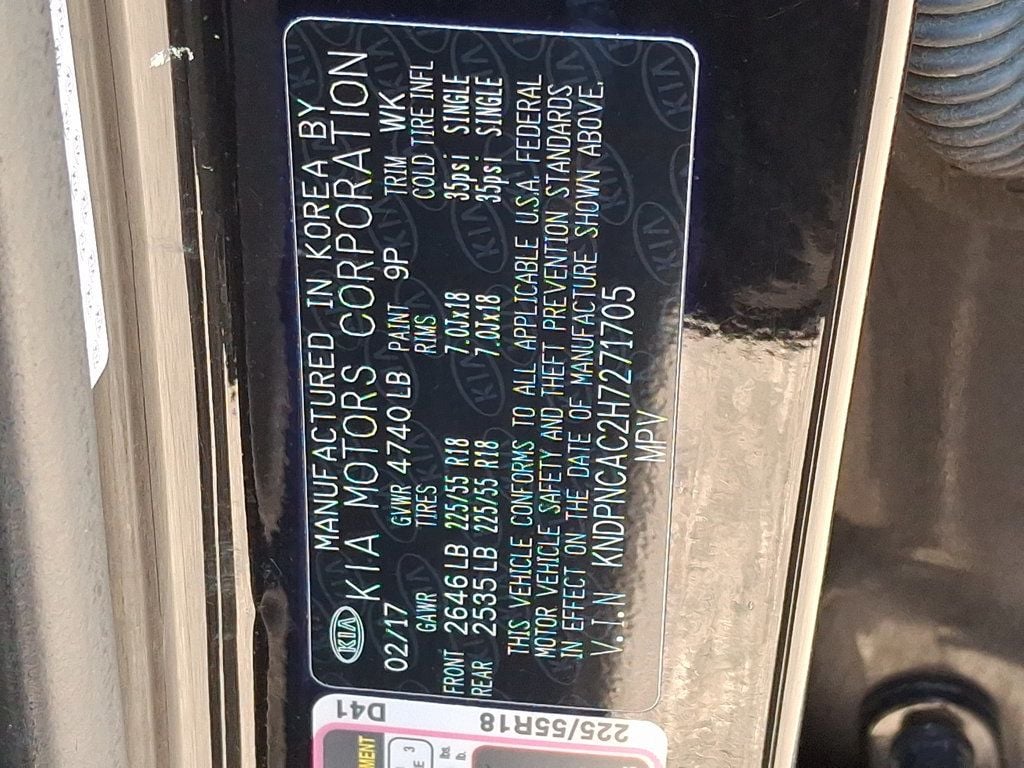 KIA
MANUFACTURED IN KOREA BY
KIA MOTORS CORPORATION
02/17 GVWR 4740LB PAINT 9P TRIM WK
GAWR TIRES RIMS COLD TIRE INFL
FRONT 2646LB 225/55 R18 7.0Jx18 35psi SINGLE
REAR 2535LB 225/55 R18 7.0Jx18 35psi SINGLE
THIS VEHICLE CONFORMS TO ALL APPLICABLE U.S.A. FEDERAL
MOTOR VEHICLE SAFETY AND THEFT PREVENTION STANDARDS
IN EFFECT ON THE DATE OF MANUFACTURE SHOWN ABOVE.
V.I.N KNDPNCAC2H7271705
MPV
D41
225/55R18